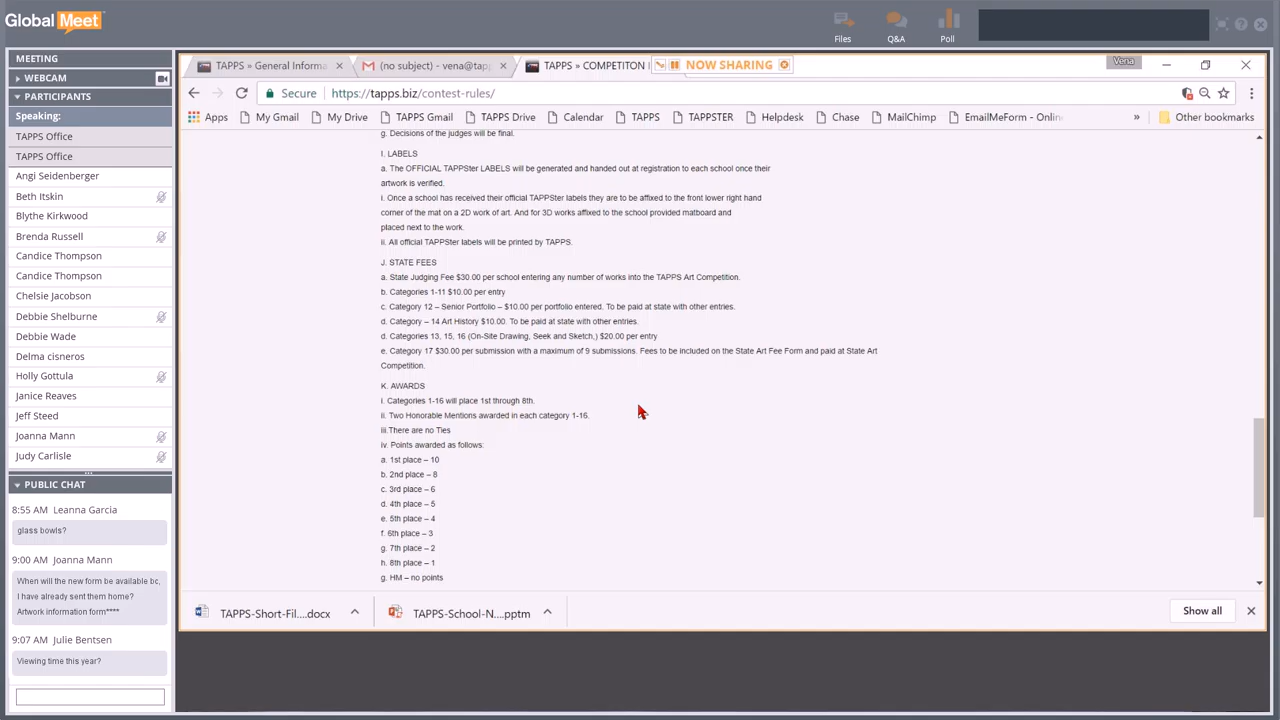 Global Meet
Files
Q&A
Poll
MEETING
WEBCAM
PARTICIPANTS
Speaking:
TAPPS Office
TAPPS Office
Angi Seidenberger
Beth Itskin
Blythe Kirkwood
Brenda Russell
Candice Thompson
Candice Thompson
Chelsie Jacobson
Debbie Shelburne
Debbie Wade
Delma cisneros
Holly Gottula
Janice Reaves
Jeff Steed
Joanna Mann
Judy Carlisle
PUBLIC CHAT
8:55 AM Leanna Garcia
glass bowls?
9:00 AM Joanna Mann
When will the new form be available bc,
I have already sent them home?
Artwork information form****
9:07 AM Julie Bentsen
Viewing time this year?
TAPPS » General Informa
(no subject) - vena@tapp
TAPPS » COMPETITON
NOW SHARING
Vena
Secure https://tapps.biz/contest-rules/
Apps My Gmail My Drive TAPPS Gmail TAPPS Drive Calendar TAPPS TAPPSTER Helpdesk Chase MailChimp EmailMeForm - Onlin » Other bookmarks
g. Decisions of the judges will be final.
I. LABELS
a. The OFFICIAL TAPPSter LABELS will be generated and handed out at registration to each school once their
artwork is verified.
i. Once a school has received their official TAPPSter labels they are to be affixed to the front lower right hand
corner of the mat on a 2D work of art. And for 3D works affixed to the school provided matboard and
placed next to the work.
ii. All official TAPPSter labels will be printed by TAPPS.
J. STATE FEES
a. State Judging Fee $30.00 per school entering any number of works into the TAPPS Art Competition.
b. Categories 1-11 $10.00 per entry
c. Category 12 – Senior Portfolio – $10.00 per portfolio entered. To be paid at state with other entries.
d. Category – 14 Art History $10.00. To be paid at state with other entries.
d. Categories 13, 15, 16 (On-Site Drawing, Seek and Sketch,) $20.00 per entry
e. Category 17 $30.00 per submission with a maximum of 9 submissions. Fees to be included on the State Art Fee Form and paid at State Art
Competition.
K. AWARDS
i. Categories 1-16 will place 1st through 8th.
ii. Two Honorable Mentions awarded in each category 1-16.
iii.There are no Ties
iv. Points awarded as follows:
a. 1st place – 10
b. 2nd place – 8
c. 3rd place – 6
d. 4th place – 5
e. 5th place – 4
f. 6th place – 3
g. 7th place – 2
h. 8th place – 1
g. HM – no points
TAPPS-Short-Fil....docx
TAPPS-School-N....pptm
Show all